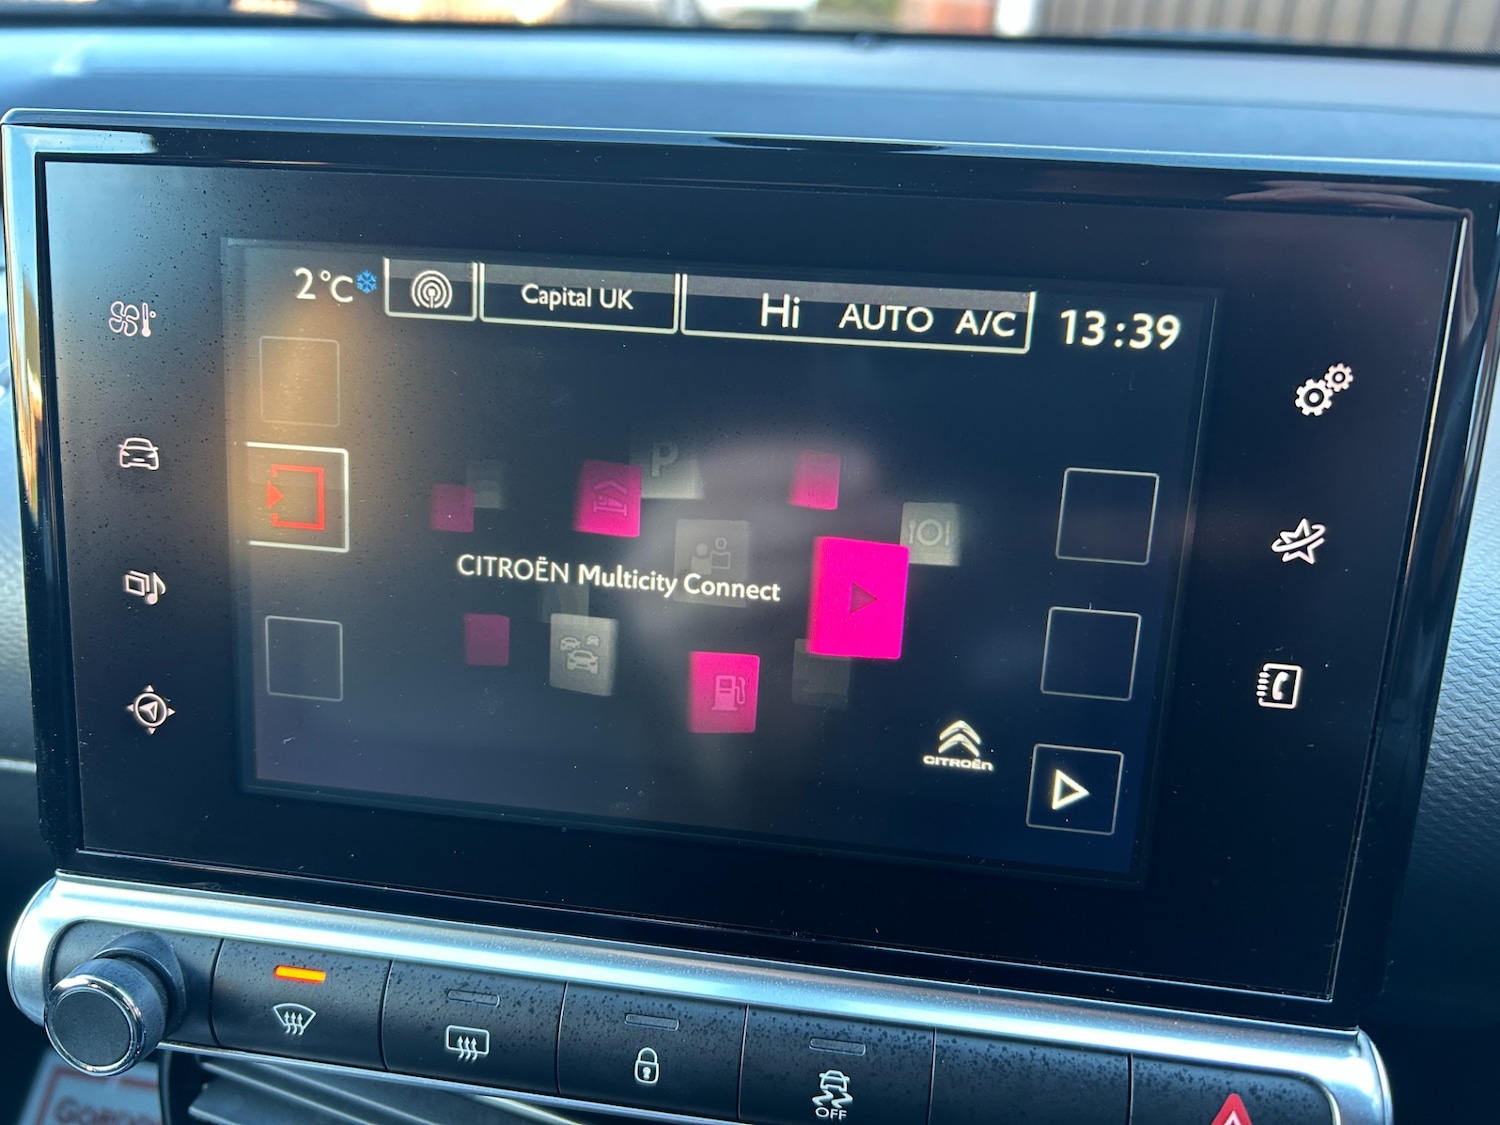 2°C
Capital UK
Hi AUTO A/C
13:39
P
CITROËN Multicity Connect
CITROËN
OFF